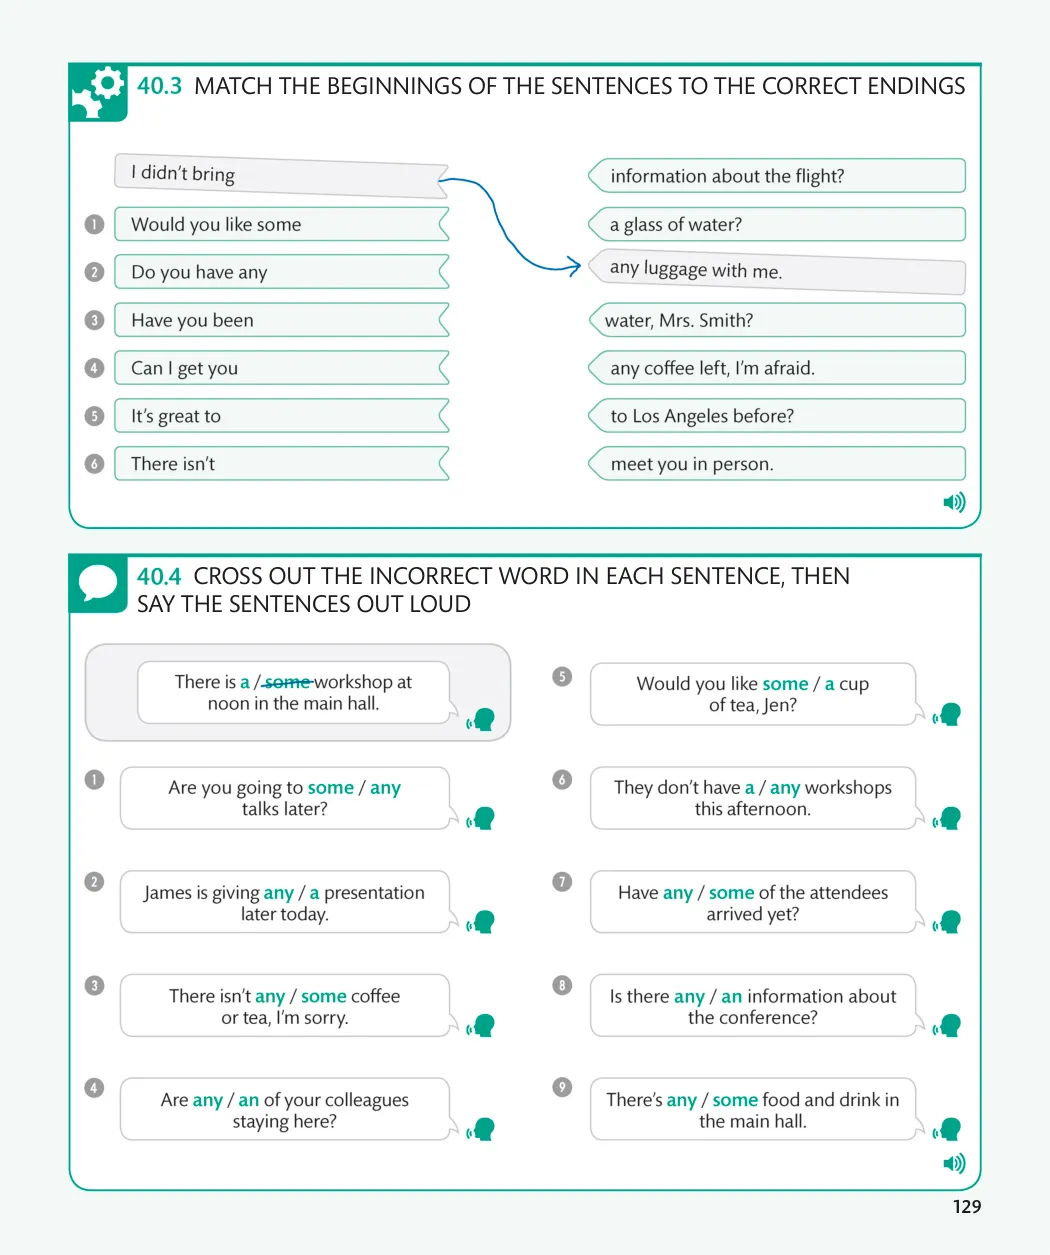 40.3 MATCH THE BEGINNINGS OF THE SENTENCES TO THE CORRECT ENDINGS
I didn’t bring
1 Would you like some
2 Do you have any
3 Have you been
4 Can I get you
5 It’s great to
6 There isn’t
information about the flight?
a glass of water?
any luggage with me.
water, Mrs. Smith?
any coffee left, I’m afraid.
to Los Angeles before?
meet you in person.
40.4 CROSS OUT THE INCORRECT WORD IN EACH SENTENCE, THEN
SAY THE SENTENCES OUT LOUD
There is a / some workshop at
noon in the main hall.
1 Are you going to some / any
talks later?
2 James is giving any / a presentation
later today.
3 There isn’t any / some coffee
or tea, I’m sorry.
4 Are any / an of your colleagues
staying here?
5 Would you like some / a cup
of tea, Jen?
6 They don’t have a / any workshops
this afternoon.
7 Have any / some of the attendees
arrived yet?
8 Is there any / an information about
the conference?
9 There’s any / some food and drink in
the main hall.
129